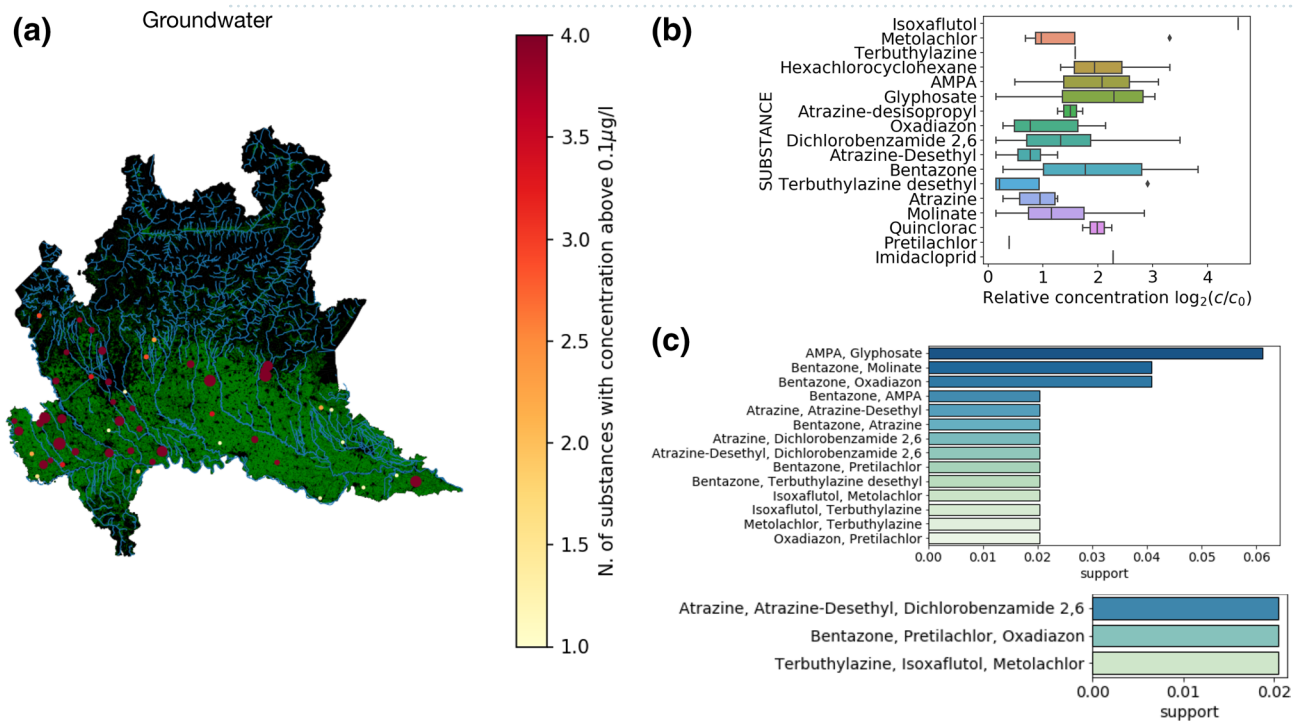 (a)
Groundwater
4.0
3.5
3.0
2.5
2.0
1.5
1.0
N. of substances with concentration above 0.1μg/l
(b)
SUBSTANCE
Isoxaflutol
Metolachlor
Terbuthylazine
Hexachlorocyclohexane
AMPA
Glyphosate
Atrazine-desisopropyl
Oxadiazon
Dichlorobenzamide 2,6
Atrazine-Desethyl
Bentazone
Terbuthylazine desethyl
Atrazine
Molinate
Quinclorac
Pretilachlor
Imidacloprid
0 1 2 3 4
Relative concentration log₂(c/c₀)
(c)
AMPA, Glyphosate
Bentazone, Molinate
Bentazone, Oxadiazon
Bentazone, AMPA
Atrazine, Atrazine-Desethyl
Bentazone, Atrazine
Atrazine, Dichlorobenzamide 2,6
Atrazine-Desethyl, Dichlorobenzamide 2,6
Bentazone, Pretilachlor
Bentazone, Terbuthylazine desethyl
Isoxaflutol, Metolachlor
Isoxaflutol, Terbuthylazine
Metolachlor, Terbuthylazine
Oxadiazon, Pretilachlor
0.00 0.01 0.02 0.03 0.04 0.05 0.06
support
Atrazine, Atrazine-Desethyl, Dichlorobenzamide 2,6
Bentazone, Pretilachlor, Oxadiazon
Terbuthylazine, Isoxaflutol, Metolachlor
0.00 0.01 0.02
support